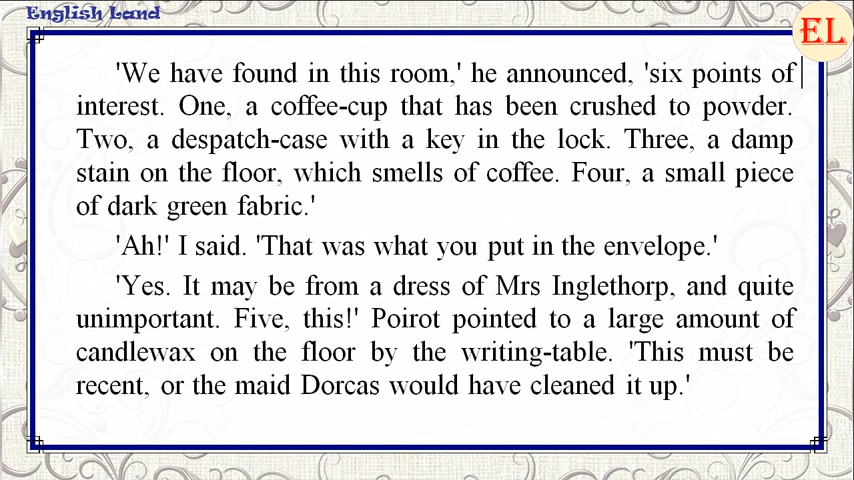 English Land
EL
'We have found in this room,' he announced, 'six points of
interest. One, a coffee-cup that has been crushed to powder.
Two, a despatch-case with a key in the lock. Three, a damp
stain on the floor, which smells of coffee. Four, a small piece
of dark green fabric.'
'Ah!' I said. 'That was what you put in the envelope.'
'Yes. It may be from a dress of Mrs Inglethorp, and quite
unimportant. Five, this!' Poirot pointed to a large amount of
candlewax on the floor by the writing-table. 'This must be
recent, or the maid Dorcas would have cleaned it up.'